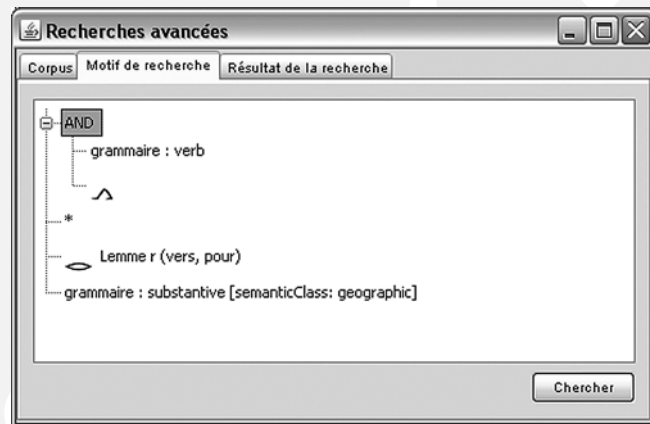 Recherches avancées
Corpus Motif de recherche Résultat de la recherche
AND
grammaire : verb
𓂻
*
𓂋 Lemme r (vers, pour)
grammaire : substantive [semanticClass: geographic]
Chercher